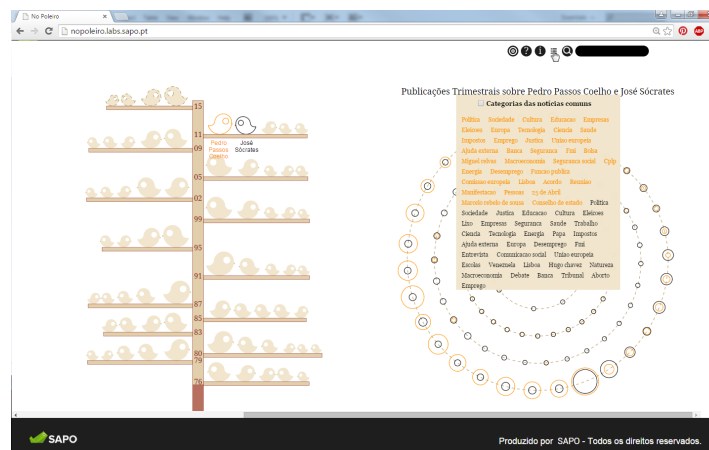 No Poleiro
nopoleiro.labs.sapo.pt
Publicações Trimestrais sobre Pedro Passos Coelho e José Sócrates
Categorias das notícias comuns
Politica Sociedade Cultura Educacao Empresas
Eleicoes Europa Tecnologia Ciencia Saude
Impostos Emprego Justica Uniao europeia
Ajuda externa Banca Seguranca Fmi Bolsa
Miguel relvas Macroeconomia Seguranca social Cplp
Energia Desemprego Funcao publica
Comissao europeia Lisboa Acordo Reuniao
Manifestacao Pessoas 25 de Abril
Marcelo rebelo de sousa Conselho de estado Politica
Sociedade Justica Educacao Cultura Eleicoes
Lixo Empresas Seguranca Saude Trabalho
Ciencia Tecnologia Energia Papa Impostos
Ajuda externa Europa Desemprego Fmi
Entrevista Comunicacao social Uniao europeia
Escolas Venezuela Lisboa Hugo chavez Natureza
Macroeconomia Debate Banca Tribunal Aborto
Emprego
15
11
Pedro Passos Coelho
José Sócrates
09
05
02
99
95
91
87
85
83
80
79
76
SAPO
Produzido por SAPO - Todos os direitos reservados.